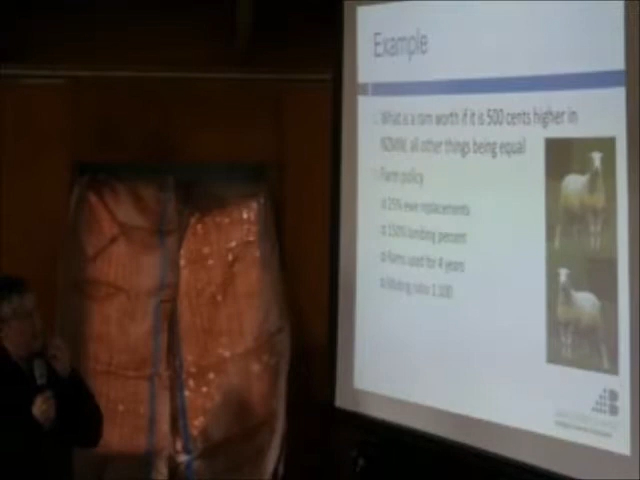 Example
What is a ram worth if it is 500 cents higher in
NZMW, all other things being equal
Farm policy
25% ewe replacements
130% lambing percent
Rams used for 4 years
Mating ratio 1:100